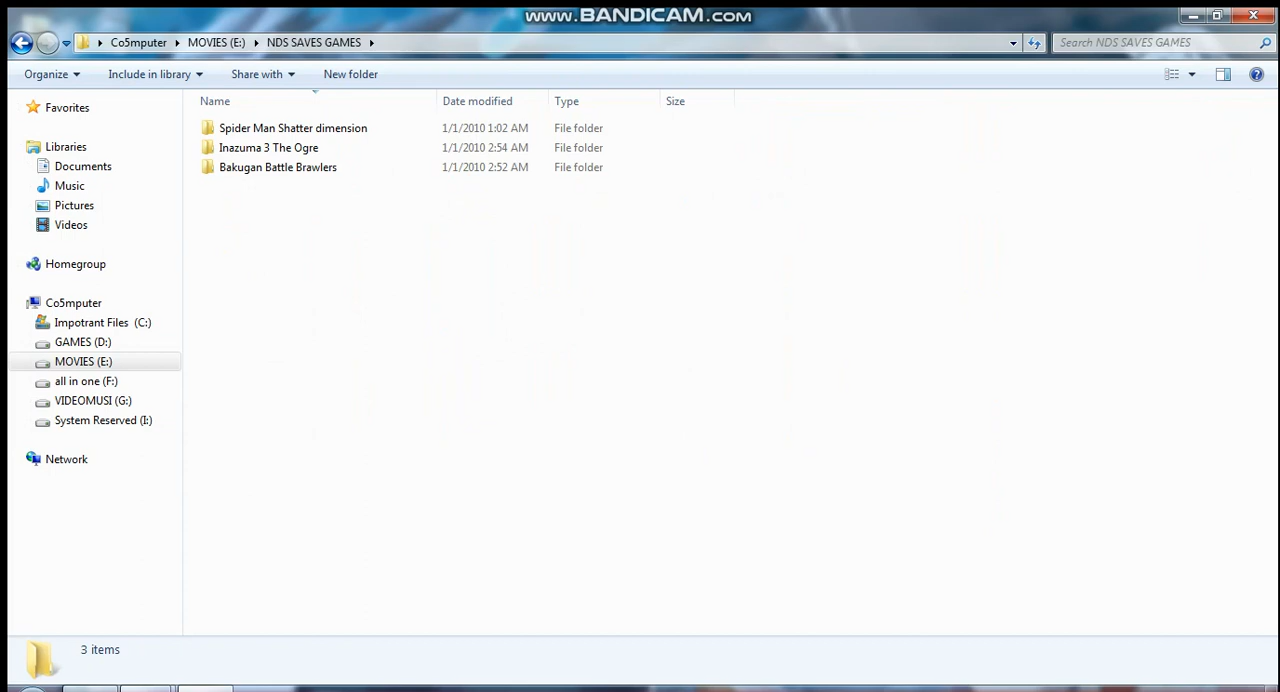 WWW.BANDICAM.COM
Co5mputer MOVIES (E:) NDS SAVES GAMES
Search NDS SAVES GAMES
Organize Include in library Share with New folder
Name Date modified Type Size
Favorites
Libraries
Documents
Music
Pictures
Videos
Homegroup
Co5mputer
Impotrant Files (C:)
GAMES (D:)
MOVIES (E:)
all in one (F:)
VIDEOMUSI (G:)
System Reserved (I:)
Network
Spider Man Shatter dimension 1/1/2010 1:02 AM File folder
Inazuma 3 The Ogre 1/1/2010 2:54 AM File folder
Bakugan Battle Brawlers 1/1/2010 2:52 AM File folder
3 items